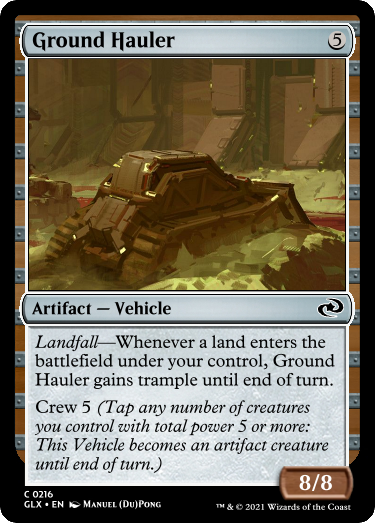 Ground Hauler 5
Artifact — Vehicle
Landfall—Whenever a land enters the
battlefield under your control, Ground
Hauler gains trample until end of turn.
Crew 5 (Tap any number of creatures
you control with total power 5 or more:
This Vehicle becomes an artifact creature
until end of turn.)
8/8
C 0216
GLX • EN Manuel (Du)Pong
™ & © 2021 Wizards of the Coast